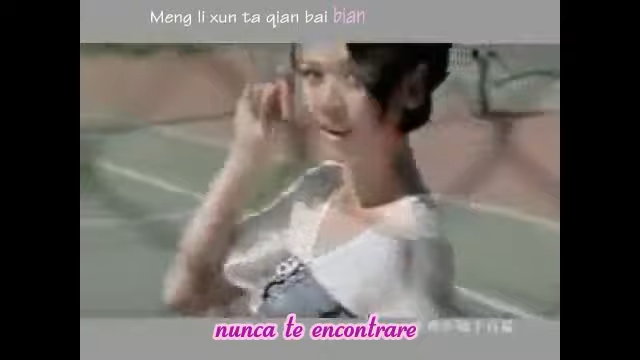 Meng li xun ta qian bai bian
nunca te encontrare